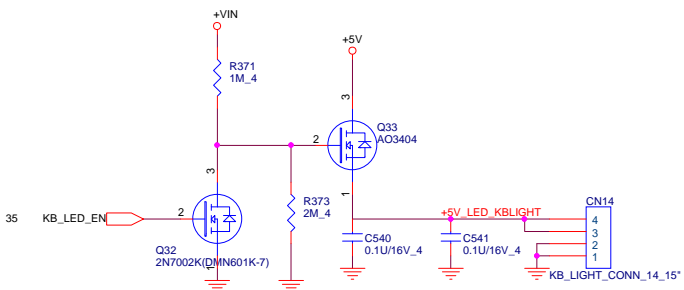 +VIN
+5V
R371
1M_4
3
3
Q33
AO3404
2
3
1
R373
2M_4
CN14
+5V_LED_KBLIGHT
35 KB_LED_EN 2
4
3
2
1
C540
0.1U/16V_4
C541
0.1U/16V_4
Q32
2N7002K(DMN601K-7)
1
KB_LIGHT_CONN_14_15"